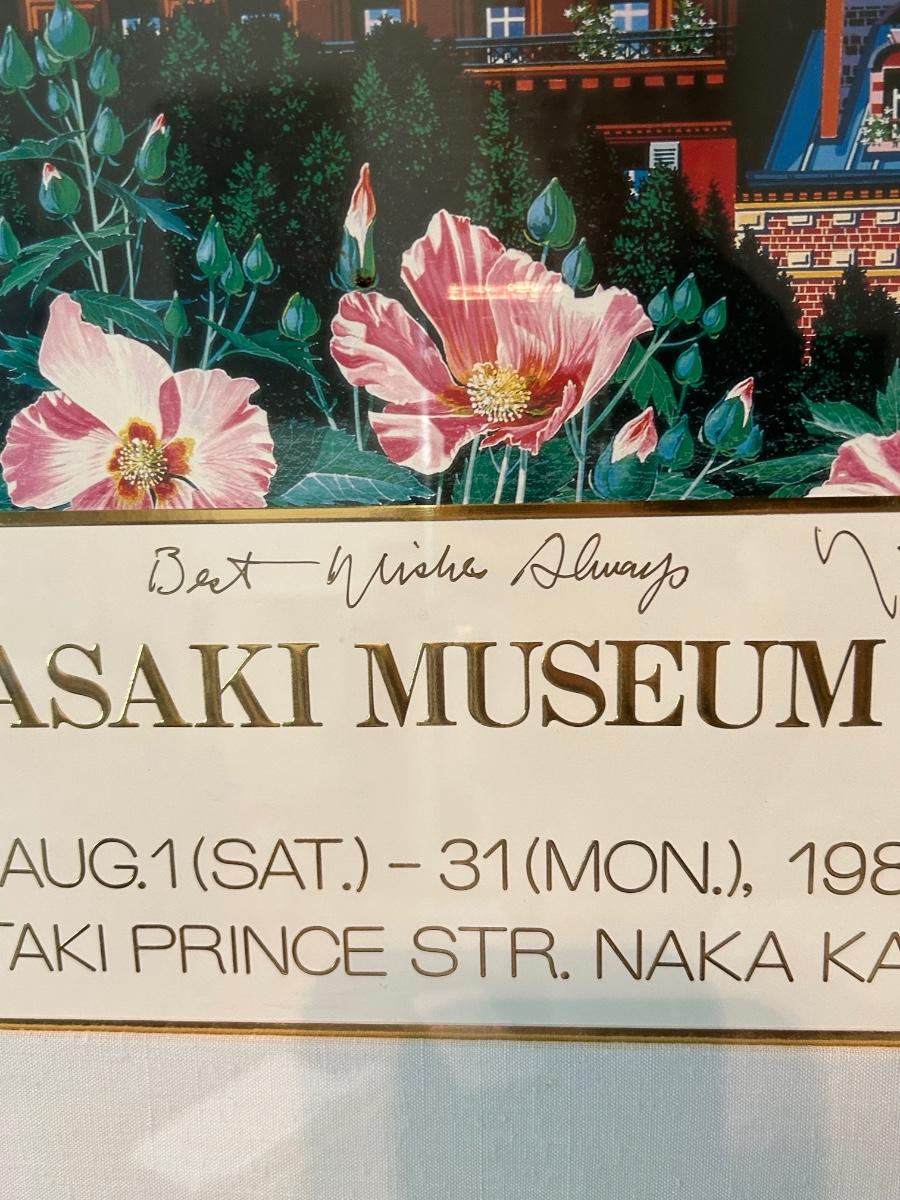 Best Wishes Always
ASAKI MUSEUM
AUG.1(SAT.) – 31(MON.), 198
TAKI PRINCE STR. NAKA KA